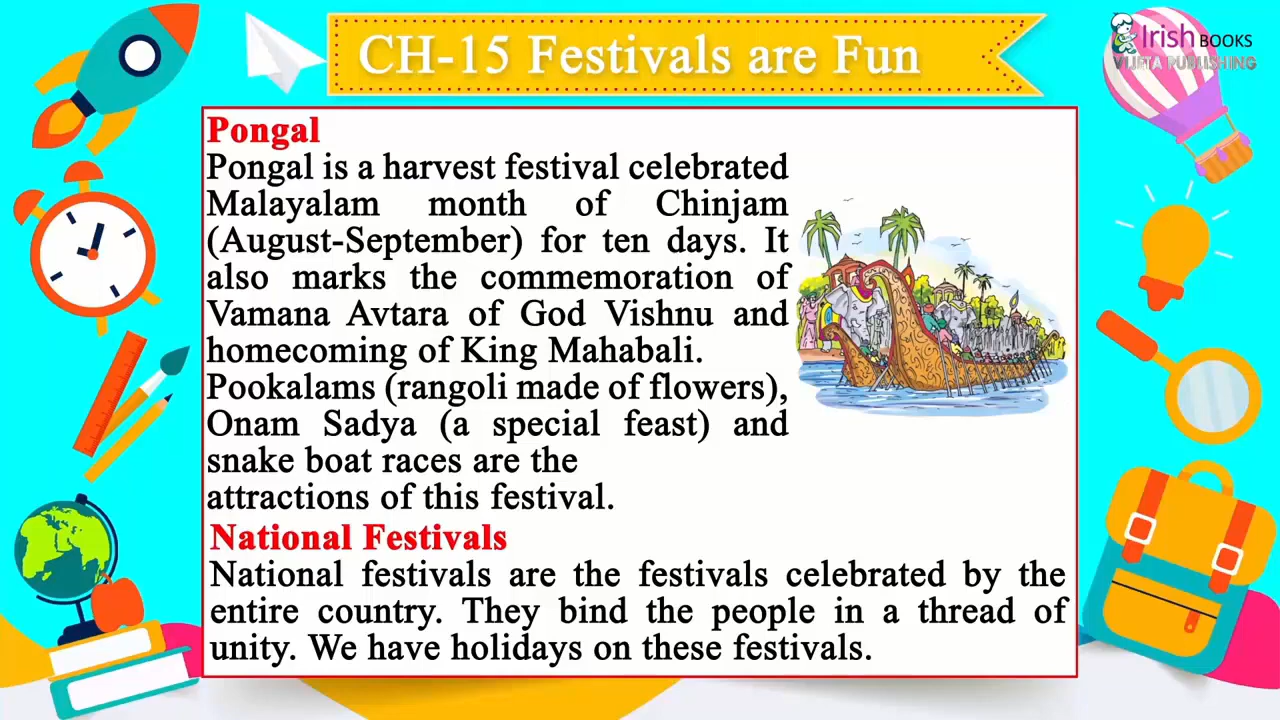 CH-15 Festivals are Fun
Irish BOOKS
VIJETA PUBLISHING
Pongal
Pongal is a harvest festival celebrated
Malayalam month of Chinjam
(August-September) for ten days. It
also marks the commemoration of
Vamana Avtara of God Vishnu and
homecoming of King Mahabali.
Pookalams (rangoli made of flowers),
Onam Sadya (a special feast) and
snake boat races are the
attractions of this festival.
National Festivals
National festivals are the festivals celebrated by the
entire country. They bind the people in a thread of
unity. We have holidays on these festivals.